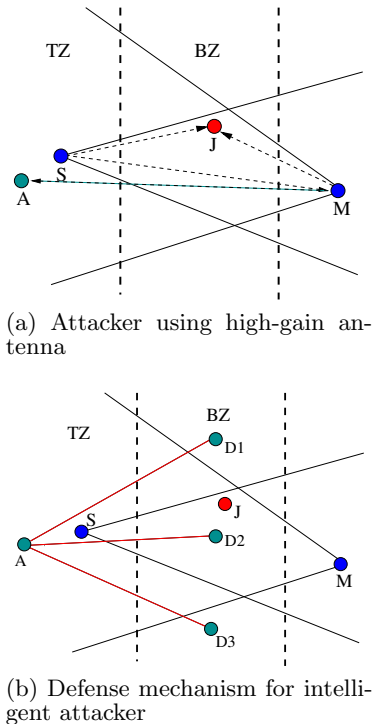 TZ
BZ
J
S
A
M
(a) Attacker using high-gain an-
tenna
BZ
TZ
D1
S
J
D2
A
M
D3
(b) Defense mechanism for intelli-
gent attacker